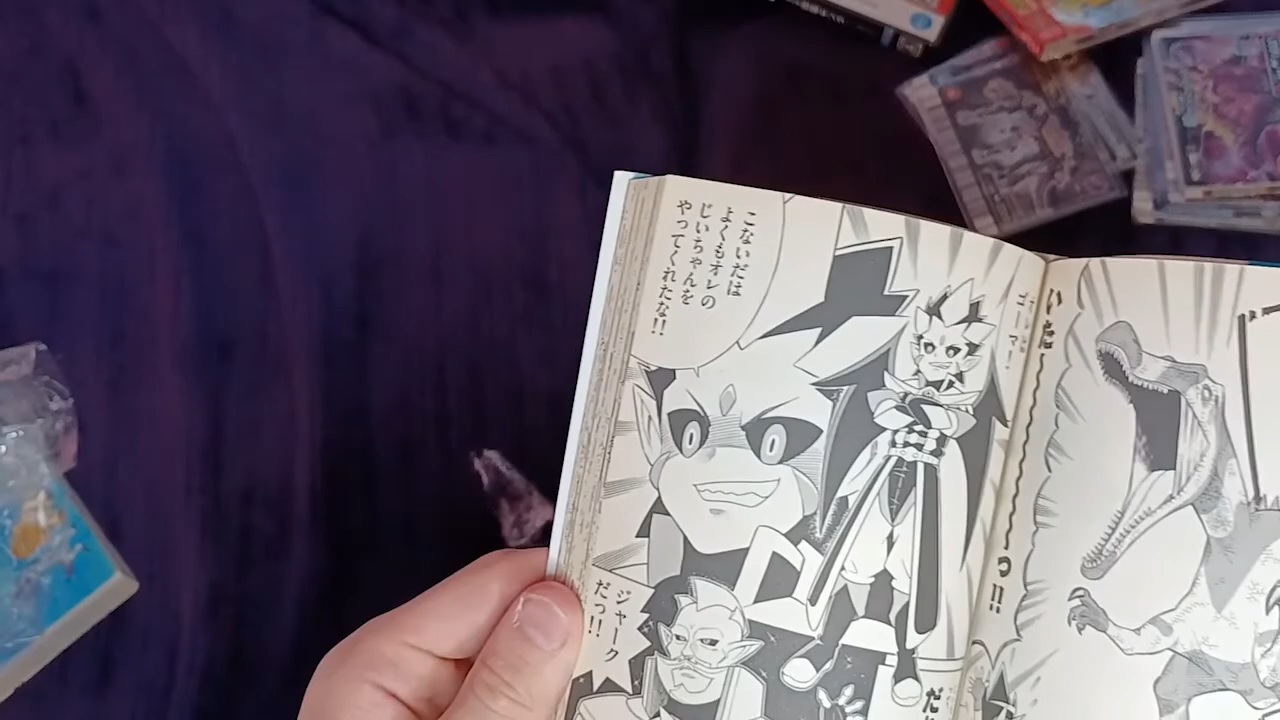 いだ〜〜っ!!
ゴーマ!
こないだは
よくもオレの
じいちゃんを
やってくれたな!!
ジャーク
だっ!!